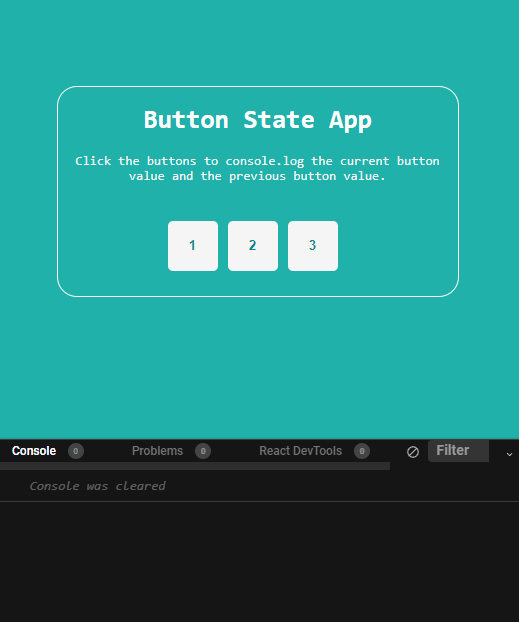 Button State App
Click the buttons to console.log the current button
value and the previous button value.
1 2 3
Console 0 Problems 0 React DevTools 0 Filter
Console was cleared